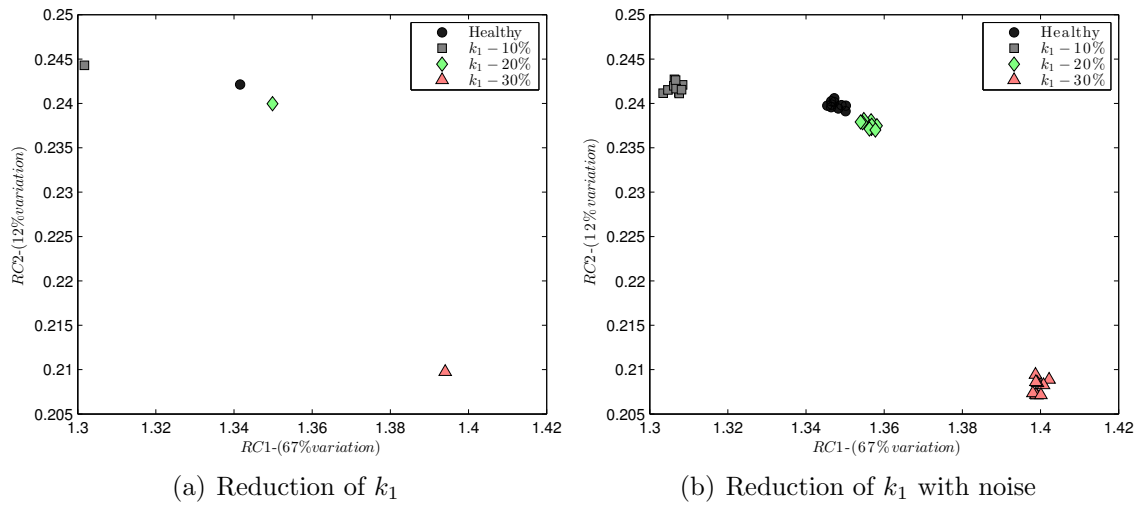 0.25
0.245
0.24
0.235
0.23
0.225
0.22
0.215
0.21
0.205
1.3 1.32 1.34 1.36 1.38 1.4 1.42
RC2-(12%variation)
RC1-(67%variation)
Healthy
k₁ − 10%
k₁ − 20%
k₁ − 30%
(a) Reduction of k₁
0.25
0.245
0.24
0.235
0.23
0.225
0.22
0.215
0.21
0.205
1.3 1.32 1.34 1.36 1.38 1.4 1.42
RC2-(12%variation)
RC1-(67%variation)
Healthy
k₁ − 10%
k₁ − 20%
k₁ − 30%
(b) Reduction of k₁ with noise